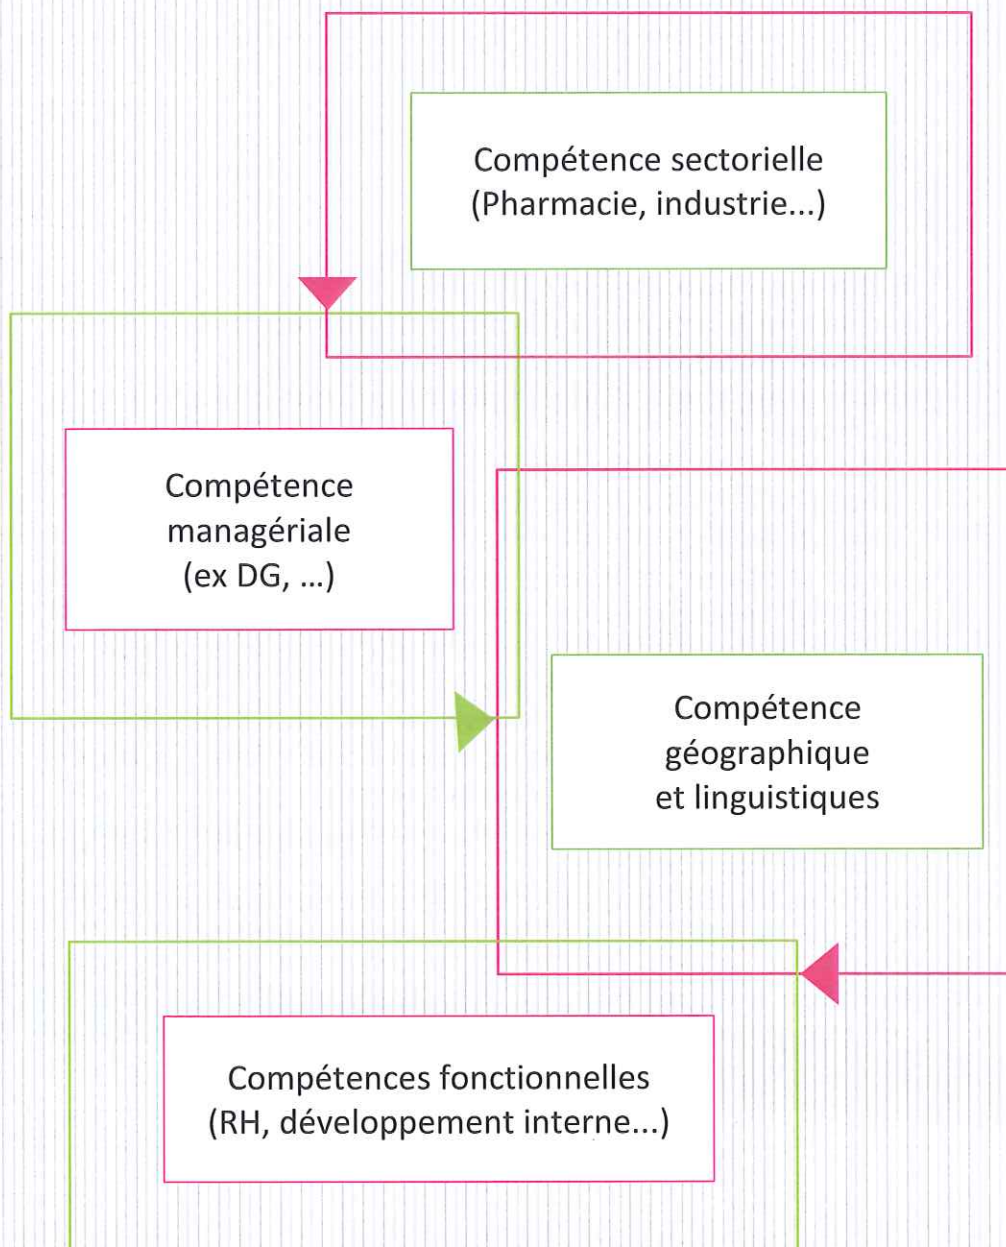 Compétence sectorielle
(Pharmacie, industrie...)
Compétence
managériale
(ex DG, ...)
Compétence
géographique
et linguistiques
Compétences fonctionnelles
(RH, développement interne...)